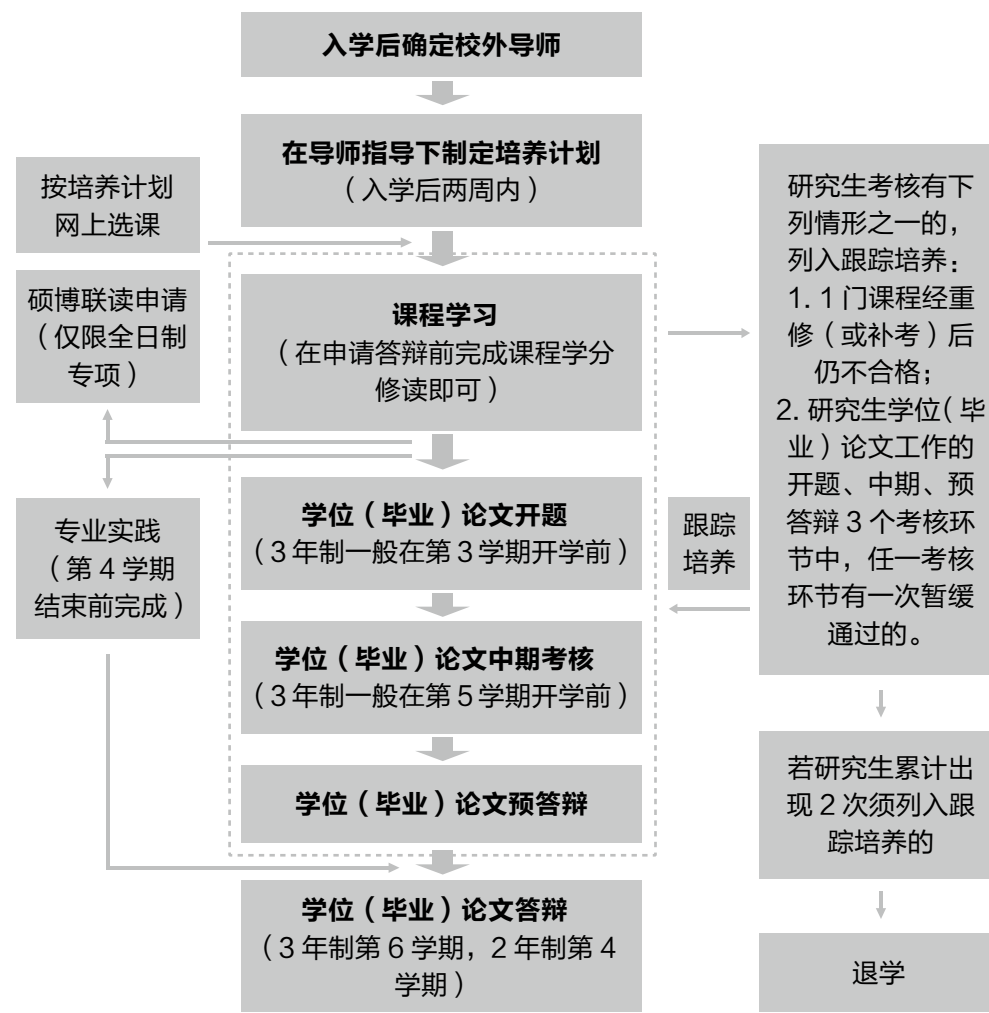 入学后确定校外导师
在导师指导下制定培养计划
（入学后两周内）
按培养计划
网上选课
硕博联读申请
（仅限全日制
专项）
课程学习
（在申请答辩前完成课程学分
修读即可）
学位（毕业）论文开题
（3 年制一般在第 3 学期开学前）
专业实践
（第 4 学期
结束前完成）
学位（毕业）论文中期考核
（3 年制一般在第 5 学期开学前）
学位（毕业）论文预答辩
学位（毕业）论文答辩
（3 年制第 6 学期，2 年制第 4
学期）
研究生考核有下
列情形之一的，
列入跟踪培养：
1. 1 门课程经重
修（或补考）后
仍不合格；
2. 研究生学位（毕
业）论文工作的
开题、中期、预
答辩 3 个考核环
节中，任一考核
环节有一次暂缓
通过的。
跟踪
培养
若研究生累计出
现 2 次须列入跟
踪培养的
退学